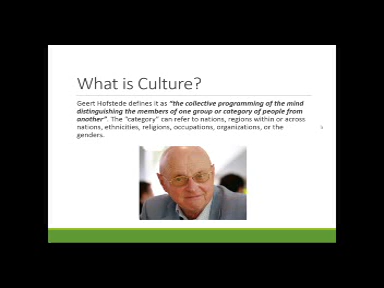 What is Culture?
Geert Hofstede defines it as "the collective programming of the mind
distinguishing the members of one group or category of people from
another". The "category" can refer to nations, regions within or across
nations, ethnicities, religions, occupations, organizations, or the
genders.